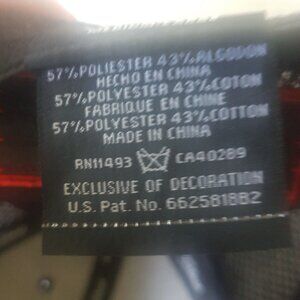 57%POLIESTER 43%ALGODON
HECHO EN CHINA
57%POLYESTER 43%COTON
FABRIQUE EN CHINE
57%POLYESTER 43%COTTON
MADE IN CHINA
RN11493 CA40289
EXCLUSIVE OF DECORATION
U.S. Pat. No. 6625818B2